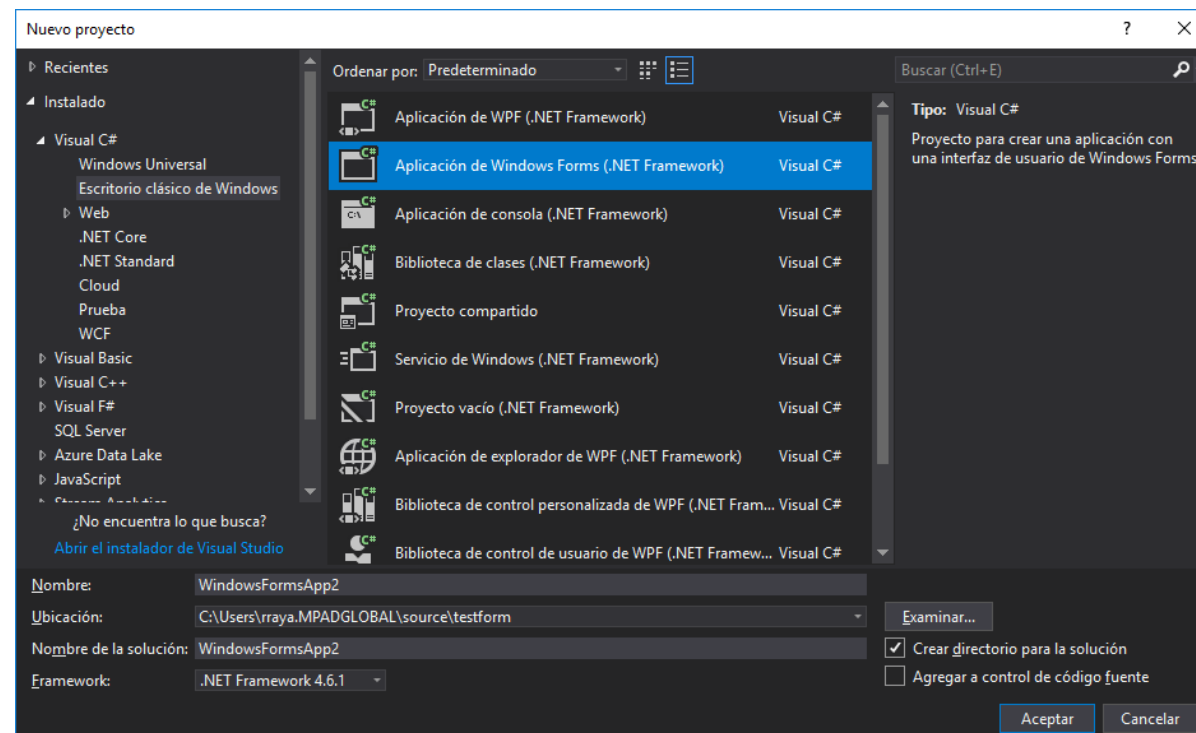 Nuevo proyecto
Recientes
Instalado
Visual C#
Windows Universal
Escritorio clásico de Windows
Web
.NET Core
.NET Standard
Cloud
Prueba
WCF
Visual Basic
Visual C++
Visual F#
SQL Server
Azure Data Lake
JavaScript
Stream Analytics
¿No encuentra lo que busca?
Abrir el instalador de Visual Studio
Ordenar por: Predeterminado
Aplicación de WPF (.NET Framework) Visual C#
Aplicación de Windows Forms (.NET Framework) Visual C#
Aplicación de consola (.NET Framework) Visual C#
Biblioteca de clases (.NET Framework) Visual C#
Proyecto compartido Visual C#
Servicio de Windows (.NET Framework) Visual C#
Proyecto vacío (.NET Framework) Visual C#
Aplicación de explorador de WPF (.NET Framework) Visual C#
Biblioteca de control personalizada de WPF (.NET Fram... Visual C#
Biblioteca de control de usuario de WPF (.NET Framew... Visual C#
Buscar (Ctrl+E)
Tipo: Visual C#
Proyecto para crear una aplicación con
una interfaz de usuario de Windows Forms
Nombre: WindowsFormsApp2
Ubicación: C:\Users\rraya.MPADGLOBAL\source\testform
Nombre de la solución: WindowsFormsApp2
Framework: .NET Framework 4.6.1
Examinar...
Crear directorio para la solución
Agregar a control de código fuente
Aceptar Cancelar